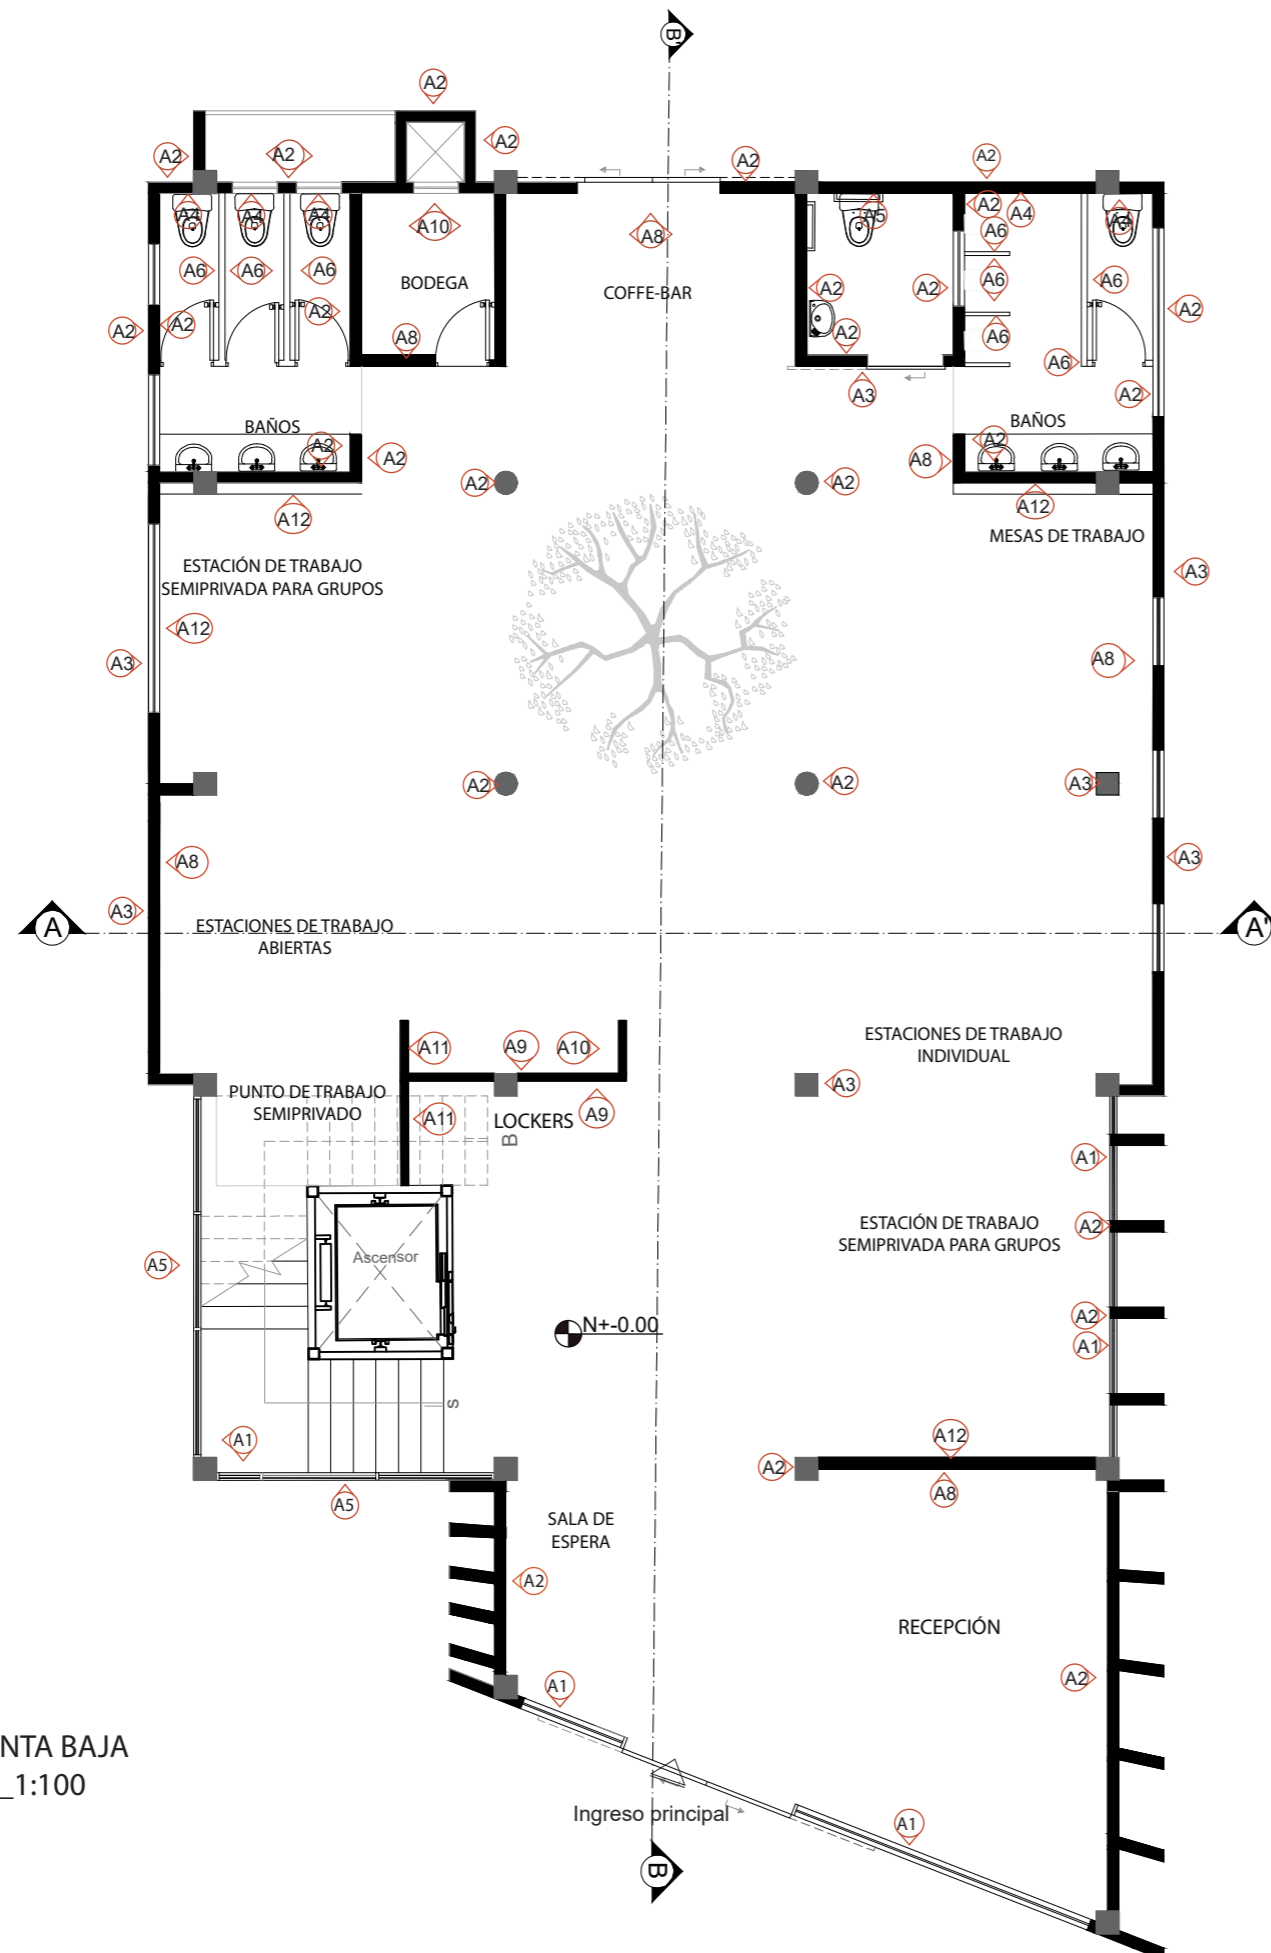 B'
A2
A2
A2
A2
A2
A2
A2
A4
A4
A4
A10
A8
A5
A2
A4
A4
A6
A6
A6
A6
A6
A6
A6
A6
BODEGA
COFFE-BAR
A2
A2
A2
A2
A2
A2
A2
A8
A2
A3
A2
BAÑOS
BAÑOS
A2
A2
A8
A2
A2
A2
A12
A12
MESAS DE TRABAJO
ESTACIÓN DE TRABAJO
SEMIPRIVADA PARA GRUPOS
A3
A12
A3
A8
A2
A2
A3
A8
A3
A3
A
A'
ESTACIONES DE TRABAJO
ABIERTAS
A11
A9
A10
ESTACIONES DE TRABAJO
INDIVIDUAL
PUNTO DE TRABAJO
SEMIPRIVADO
A3
A11
LOCKERS
A9
B
A1
A2
ESTACIÓN DE TRABAJO
SEMIPRIVADA PARA GRUPOS
A5
Ascensor
A2
N+-0.00
A1
S
A1
A12
A2
A8
A5
SALA DE
ESPERA
A2
RECEPCIÓN
A2
A1
NTA BAJA
_1:100
Ingreso principal
A1
B